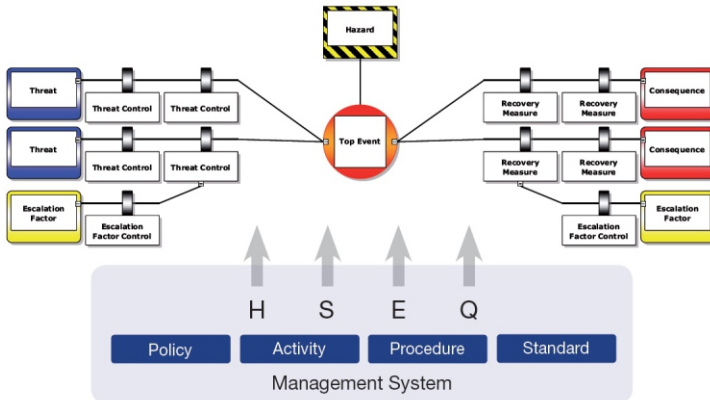 Hazard
Threat
Threat Control
Threat Control
Top Event
Recovery
Measure
Recovery
Measure
Consequence
Threat
Threat Control
Threat Control
Recovery
Measure
Recovery
Measure
Consequence
Escalation
Factor
Escalation
Factor Control
Escalation
Factor Control
Escalation
Factor
H S E Q
Policy Activity Procedure Standard
Management System